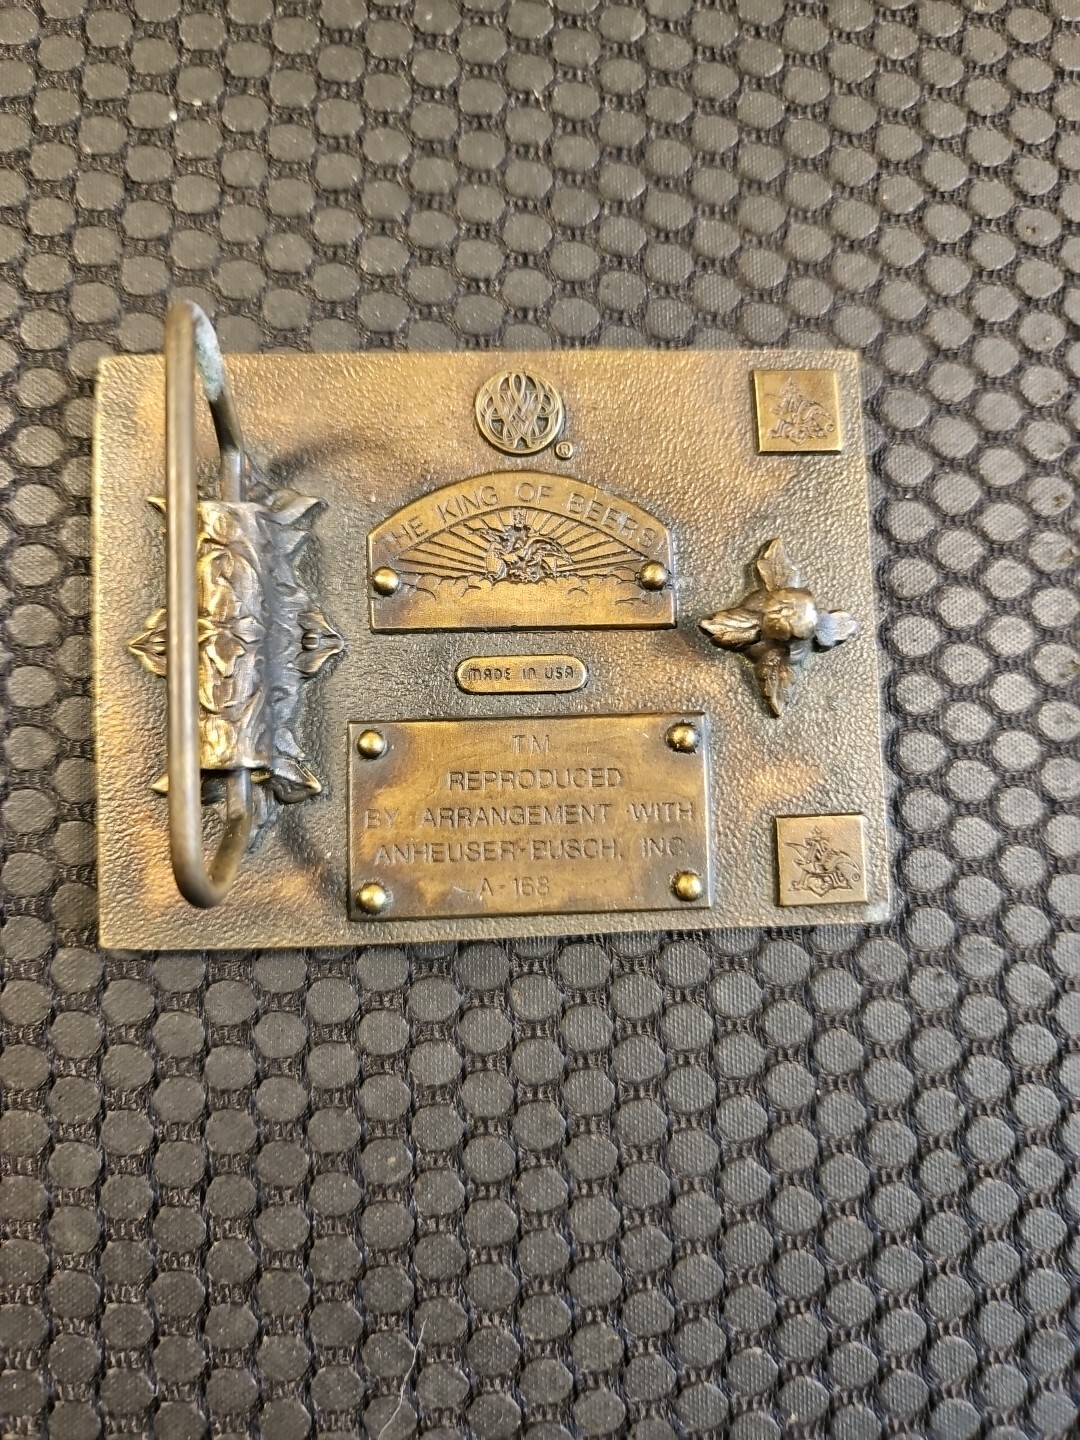 ®
THE KING OF BEERS
MADE IN USA
TM
REPRODUCED
BY ARRANGEMENT WITH
ANHEUSER-BUSCH, INC.
A-168